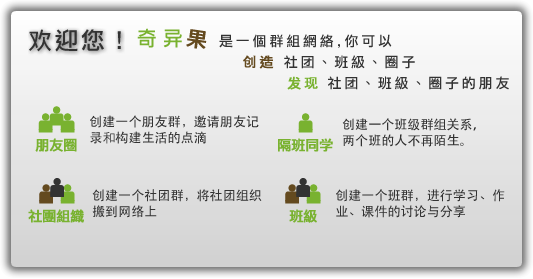 欢迎您！奇异果 是一個群組網絡,你可以
创造 社团、班級、圈子
发现 社团、班級、圈子的朋友
朋友圈
创建一个朋友群，邀请朋友记
录和构建生活的点滴
隔班同学
创建一个班级群组关系，
两个班的人不再陌生。
社團組織
创建一个社团群，将社团组织
搬到网络上
班級
创建一个班群，进行学习、作
业、课件的讨论与分享